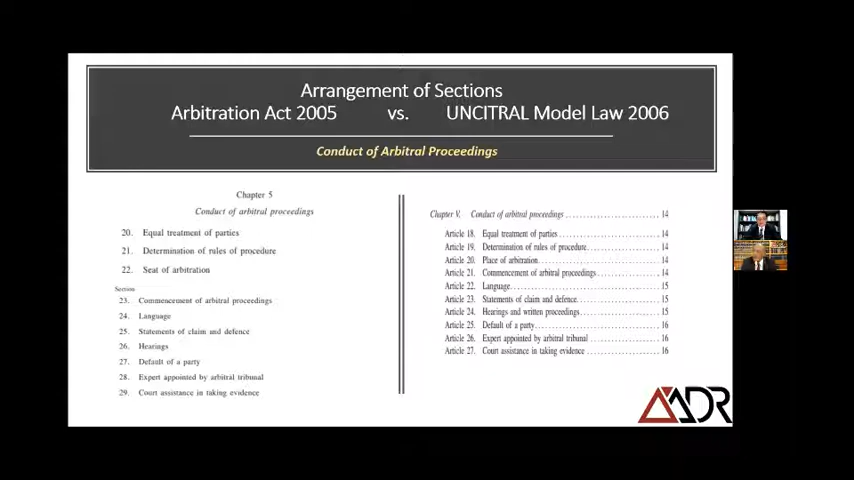 Arrangement of Sections
Arbitration Act 2005 vs. UNCITRAL Model Law 2006
Conduct of Arbitral Proceedings
Chapter 5
Conduct of arbitral proceedings
20. Equal treatment of parties
21. Determination of rules of procedure
22. Seat of arbitration
Section
23. Commencement of arbitral proceedings
24. Language
25. Statements of claim and defence
26. Hearings
27. Default of a party
28. Expert appointed by arbitral tribunal
29. Court assistance in taking evidence
Chapter V. Conduct of arbitral proceedings 14
Article 18. Equal treatment of parties 14
Article 19. Determination of rules of procedure 14
Article 20. Place of arbitration 14
Article 21. Commencement of arbitral proceedings 14
Article 22. Language 15
Article 23. Statements of claim and defence 15
Article 24. Hearings and written proceedings 15
Article 25. Default of a party 16
Article 26. Expert appointed by arbitral tribunal 16
Article 27. Court assistance in taking evidence 16
AADR